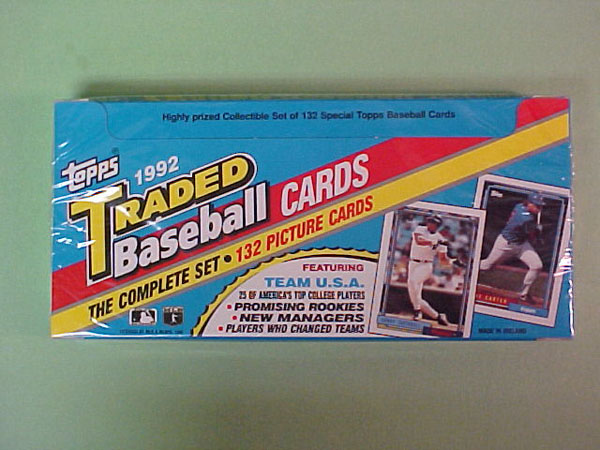 Highly prized Collectible Set of 132 Special Topps Baseball Cards
Topps®
1992
TRADED
Baseball CARDS
THE COMPLETE SET • 132 PICTURE CARDS
FEATURING
TEAM U.S.A.
25 OF AMERICA'S TOP COLLEGE PLAYERS
• PROMISING ROOKIES
• NEW MANAGERS
• PLAYERS WHO CHANGED TEAMS
CARTER
MADE IN IRELAND